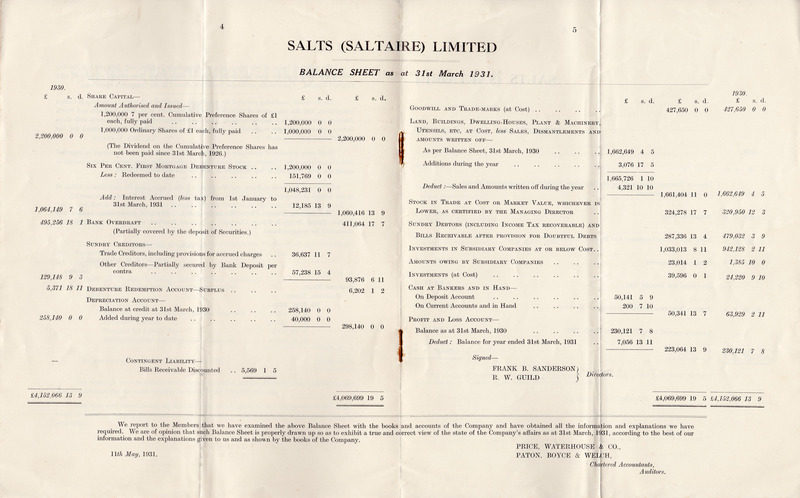 4
5
SALTS (SALTAIRE) LIMITED
BALANCE SHEET as at 31st March 1931.
1930.
£ s. d.
£ s. d. £ s. d.
SHARE CAPITAL—
Amount Authorised and Issued—
1,200,000 7 per cent. Cumulative Preference Shares of £1
each, fully paid .. .. .. .. .. .. 1,200,000 0 0
1,000,000 Ordinary Shares of £1 each, fully paid .. .. 1,000,000 0 0
2,200,000 0 0 2,200,000 0 0
(The Dividend on the Cumulative Preference Shares has
not been paid since 31st March, 1926.)
SIX PER CENT. FIRST MORTGAGE DEBENTURE STOCK .. .. 1,200,000 0 0
Less: Redeemed to date .. .. .. .. .. 151,769 0 0
1,048,231 0 0
Add: Interest Accrued (less tax) from 1st January to
31st March, 1931 .. .. .. .. .. 12,185 13 9
1,064,149 7 6 1,060,416 13 9
495,256 18 1 BANK OVERDRAFT .. .. .. .. .. .. 411,064 17 7
(Partially covered by the deposit of Securities.)
SUNDRY CREDITORS—
Trade Creditors, including provisions for accrued charges .. 36,637 11 7
Other Creditors—Partially secured by Bank Deposit per
contra .. .. .. .. .. .. 57,238 15 4
129,148 9 3 93,876 6 11
5,371 18 11 DEBENTURE REDEMPTION ACCOUNT—SURPLUS .. .. .. 6,202 1 2
DEPRECIATION ACCOUNT—
Balance at credit at 31st March, 1930 .. .. .. 258,140 0 0
258,140 0 0 Added during year to date .. .. .. .. .. 40,000 0 0
298,140 0 0
— CONTINGENT LIABILITY—
Bills Receivable Discounted .. 5,569 1 5
£4,152,066 13 9 £4,069,699 19 5
1930.
£ s. d. £ s. d. £ s. d.
GOODWILL AND TRADE-MARKS (at Cost) .. .. .. .. 427,650 0 0 427,650 0 0
LAND, BUILDINGS, DWELLING-HOUSES, PLANT & MACHINERY,
UTENSILS, ETC. AT COST, less SALES, DISMANTLEMENTS AND
AMOUNTS WRITTEN OFF—
As per Balance Sheet, 31st March, 1930 .. .. .. 1,662,649 4 5
Additions during the year .. .. .. .. .. 3,076 17 5
1,665,726 1 10
Deduct:—Sales and Amounts written off during the year .. 4,321 10 10
1,661,404 11 0 1,662,649 4 5
STOCK IN TRADE AT COST OR MARKET VALUE, WHICHEVER IS
LOWER, AS CERTIFIED BY THE MANAGING DIRECTOR .. .. 324,278 17 7 320,950 12 3
SUNDRY DEBTORS (INCLUDING INCOME TAX RECOVERABLE) AND
BILLS RECEIVABLE AFTER PROVISION FOR DOUBTFUL DEBTS 287,336 13 4 479,032 3 9
INVESTMENTS IN SUBSIDIARY COMPANIES AT OR BELOW COST.. 1,033,013 8 11 942,128 2 11
AMOUNTS OWING BY SUBSIDIARY COMPANIES .. .. .. 23,014 1 2 1,385 10 0
INVESTMENTS (at Cost) .. .. .. .. .. .. 39,596 0 1 24,220 9 10
CASH AT BANKERS AND IN HAND—
On Deposit Account .. .. .. .. .. .. 50,141 5 9
On Current Accounts and in Hand .. .. .. .. 200 7 10
50,341 13 7 63,929 2 11
PROFIT AND LOSS ACCOUNT—
Balance as at 31st March, 1930 .. .. .. .. 230,121 7 8
Deduct: Balance for year ended 31st March, 1931 .. 7,056 13 11
223,064 13 9 230,121 7 8
Signed—
FRANK B. SANDERSON
R. W. GUILD
Directors.
£4,069,699 19 5 £4,152,066 13 9
We report to the Members that we have examined the above Balance Sheet with the books and accounts of the Company and have obtained all the information and explanations we have
required. We are of opinion that such Balance Sheet is properly drawn up so as to exhibit a true and correct view of the state of the Company's affairs as at 31st March, 1931, according to the best of our
information and the explanations given to us and as shown by the books of the Company.
PRICE, WATERHOUSE & CO.,
11th May, 1931.
PATON, BOYCE & WELCH,
Chartered Accountants,
Auditors.